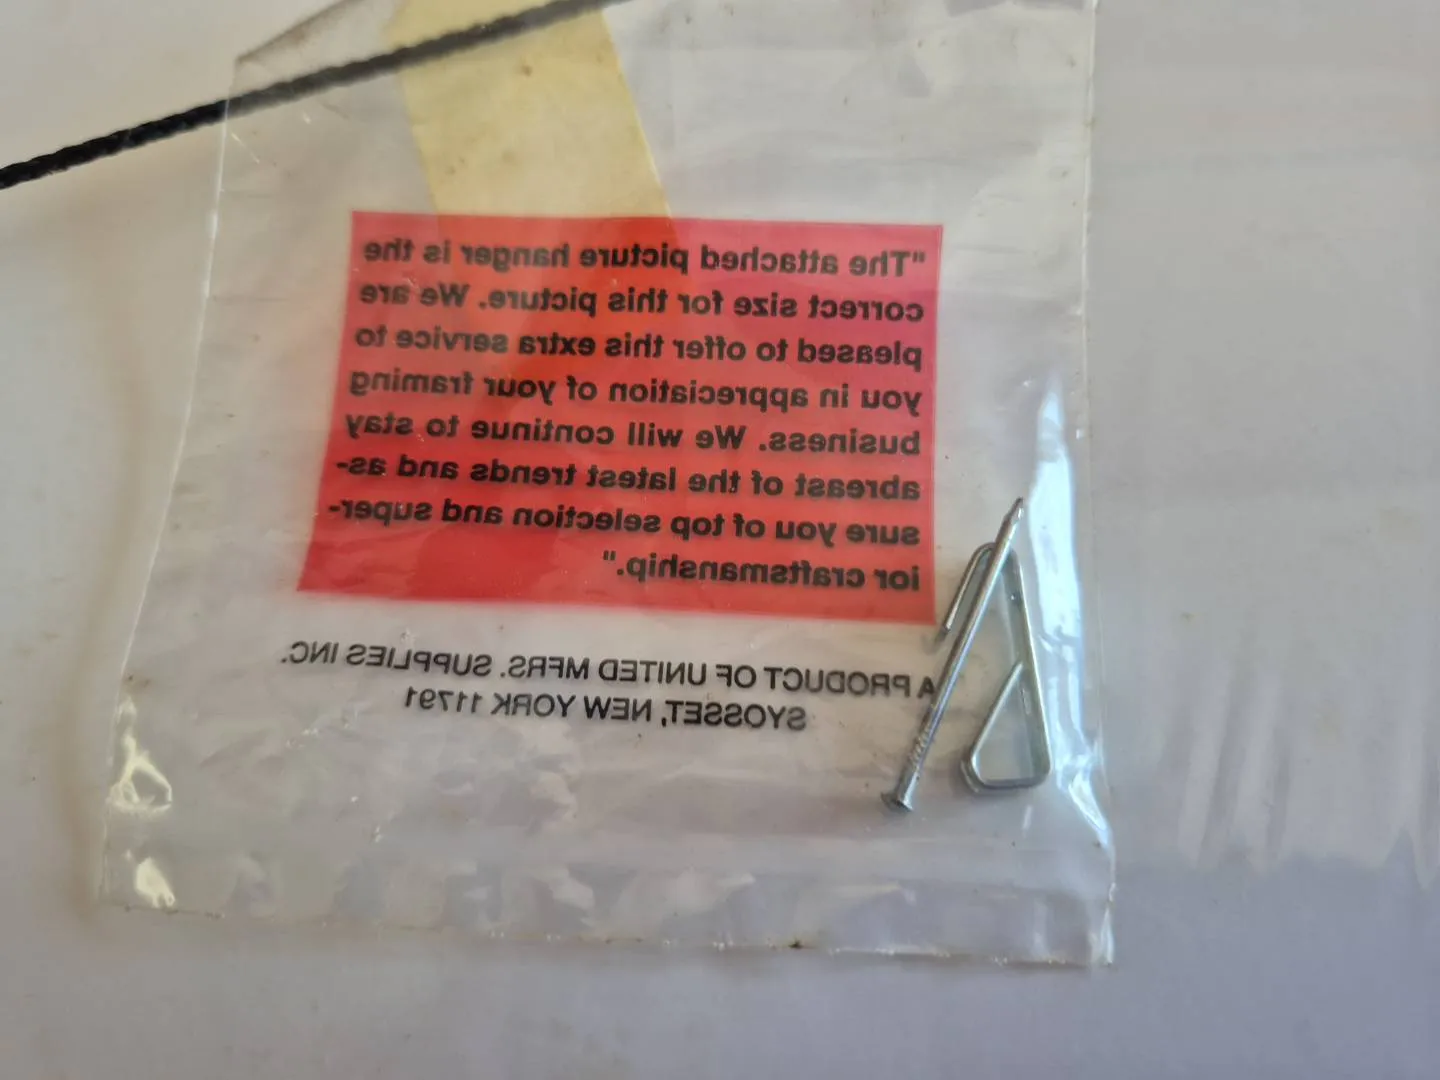 "The attached picture hanger is the
correct size for this picture. We are
pleased to offer this extra service to
you in appreciation of your framing
business. We will continue to stay
abreast of the latest trends and as-
sure you of top selection and super-
ior craftsmanship."
A PRODUCT OF UNITED MFRS. SUPPLIES INC.
SYOSSET, NEW YORK 11791